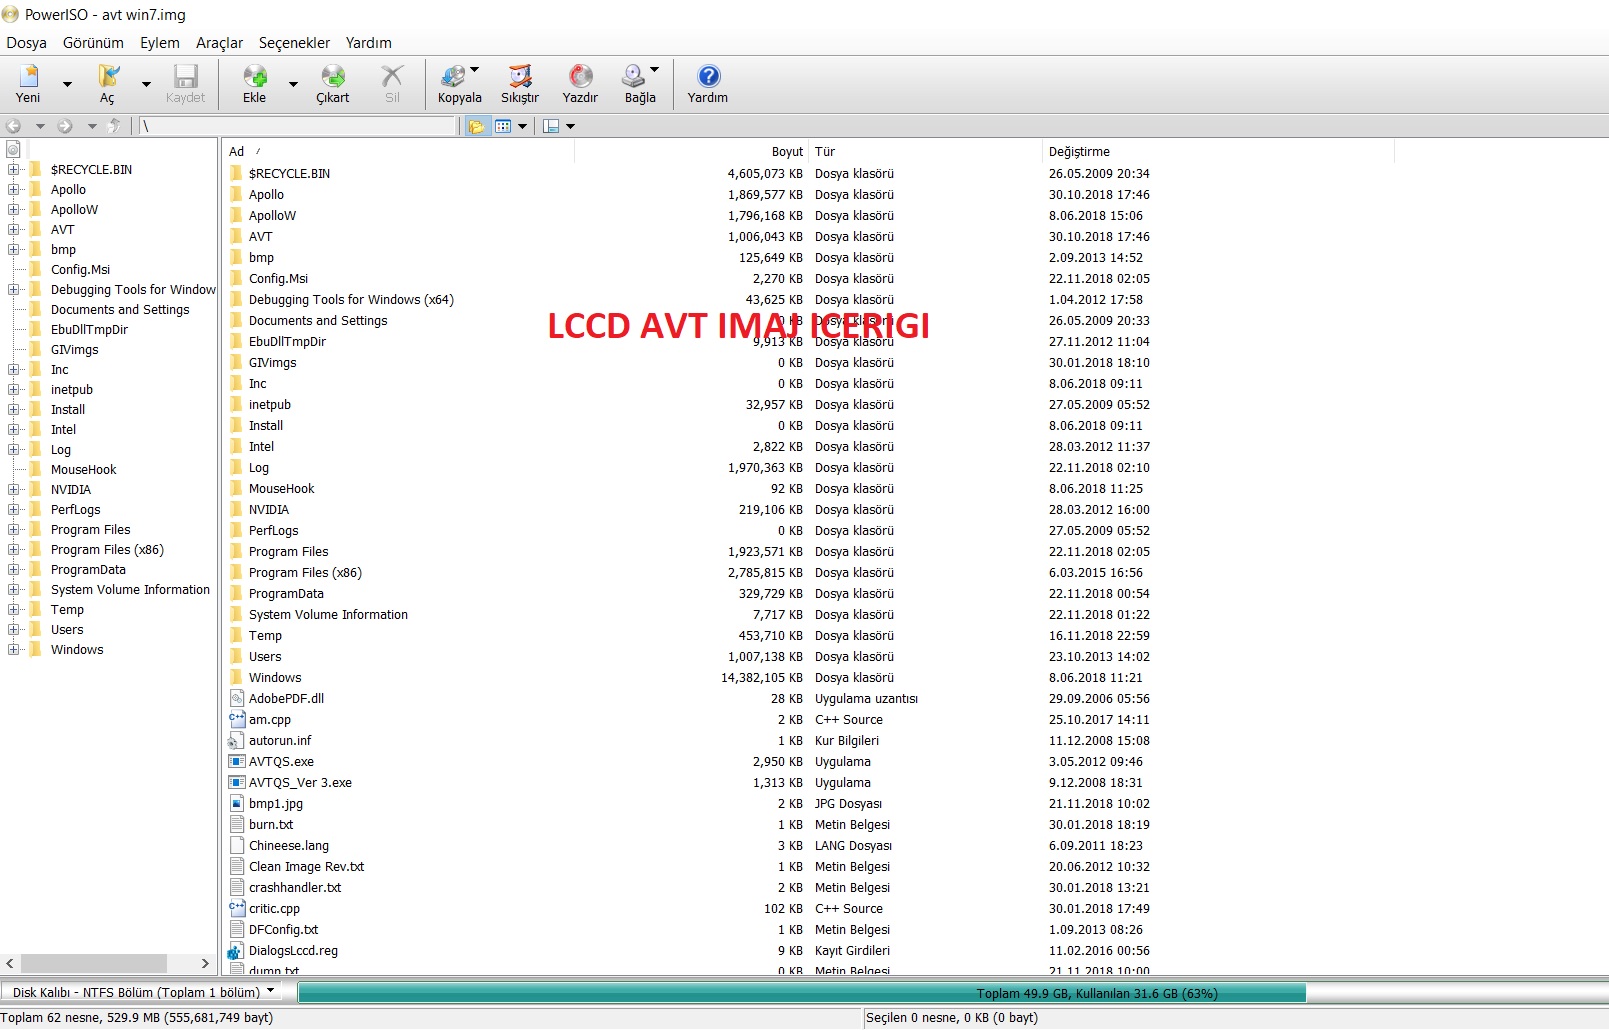 PowerISO - avt win7.img
Dosya Görünüm Eylem Araçlar Seçenekler Yardım
Yeni Aç Kaydet Ekle Çıkart Sil Kopyala Sıkıştır Yazdır Bağla Yardım
\
$RECYCLE.BIN
Apollo
ApolloW
AVT
bmp
Config.Msi
Debugging Tools for Window
Documents and Settings
EbuDllTmpDir
GIVimgs
Inc
inetpub
Install
Intel
Log
MouseHook
NVIDIA
PerfLogs
Program Files
Program Files (x86)
ProgramData
System Volume Information
Temp
Users
Windows
Ad Boyut Tür Değiştirme
$RECYCLE.BIN 4,605,073 KB Dosya klasörü 26.05.2009 20:34
Apollo 1,869,577 KB Dosya klasörü 30.10.2018 17:46
ApolloW 1,796,168 KB Dosya klasörü 8.06.2018 15:06
AVT 1,006,043 KB Dosya klasörü 30.10.2018 17:46
bmp 125,649 KB Dosya klasörü 2.09.2013 14:52
Config.Msi 2,270 KB Dosya klasörü 22.11.2018 02:05
Debugging Tools for Windows (x64) 43,625 KB Dosya klasörü 1.04.2012 17:58
Documents and Settings 0 KB Dosya klasörü 26.05.2009 20:33
LCCD AVT IMAJ ICERIGI
EbuDllTmpDir 9,913 KB Dosya klasörü 27.11.2012 11:04
GIVimgs 0 KB Dosya klasörü 30.01.2018 18:10
Inc 0 KB Dosya klasörü 8.06.2018 09:11
inetpub 32,957 KB Dosya klasörü 27.05.2009 05:52
Install 0 KB Dosya klasörü 8.06.2018 09:11
Intel 2,822 KB Dosya klasörü 28.03.2012 11:37
Log 1,970,363 KB Dosya klasörü 22.11.2018 02:10
MouseHook 92 KB Dosya klasörü 8.06.2018 11:25
NVIDIA 219,106 KB Dosya klasörü 28.03.2012 16:00
PerfLogs 0 KB Dosya klasörü 27.05.2009 05:52
Program Files 1,923,571 KB Dosya klasörü 22.11.2018 02:05
Program Files (x86) 2,785,815 KB Dosya klasörü 6.03.2015 16:56
ProgramData 329,729 KB Dosya klasörü 22.11.2018 00:54
System Volume Information 7,717 KB Dosya klasörü 22.11.2018 01:22
Temp 453,710 KB Dosya klasörü 16.11.2018 22:59
Users 1,007,138 KB Dosya klasörü 23.10.2013 14:02
Windows 14,382,105 KB Dosya klasörü 8.06.2018 11:21
AdobePDF.dll 28 KB Uygulama uzantısı 29.09.2006 05:56
am.cpp 2 KB C++ Source 25.10.2017 14:11
autorun.inf 1 KB Kur Bilgileri 11.12.2008 15:08
AVTQS.exe 2,950 KB Uygulama 3.05.2012 09:46
AVTQS_Ver 3.exe 1,313 KB Uygulama 9.12.2008 18:31
bmp1.jpg 2 KB JPG Dosyası 21.11.2018 10:02
burn.txt 1 KB Metin Belgesi 30.01.2018 18:19
Chineese.lang 3 KB LANG Dosyası 6.09.2011 18:23
Clean Image Rev.txt 1 KB Metin Belgesi 20.06.2012 10:32
crashhandler.txt 2 KB Metin Belgesi 30.01.2018 13:21
critic.cpp 102 KB C++ Source 30.01.2018 17:49
DFConfig.txt 1 KB Metin Belgesi 1.09.2013 08:26
DialogsLccd.reg 9 KB Kayıt Girdileri 11.02.2016 00:56
dump.txt 0 KB Metin Belgesi 21.11.2018 10:00
Disk Kalıbı - NTFS Bölüm (Toplam 1 bölüm) Toplam 49.9 GB, Kullanılan 31.6 GB (63%)
Toplam 62 nesne, 529.9 MB (555,681,749 bayt) Seçilen 0 nesne, 0 KB (0 bayt)